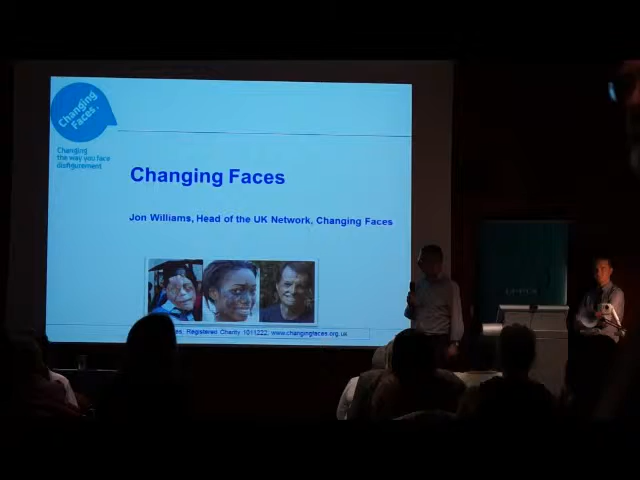 Changing
Faces.
Changing
the way you face
disfigurement
Changing Faces
Jon Williams, Head of the UK Network, Changing Faces
Registered Charity 1011222, www.changingfaces.org.uk